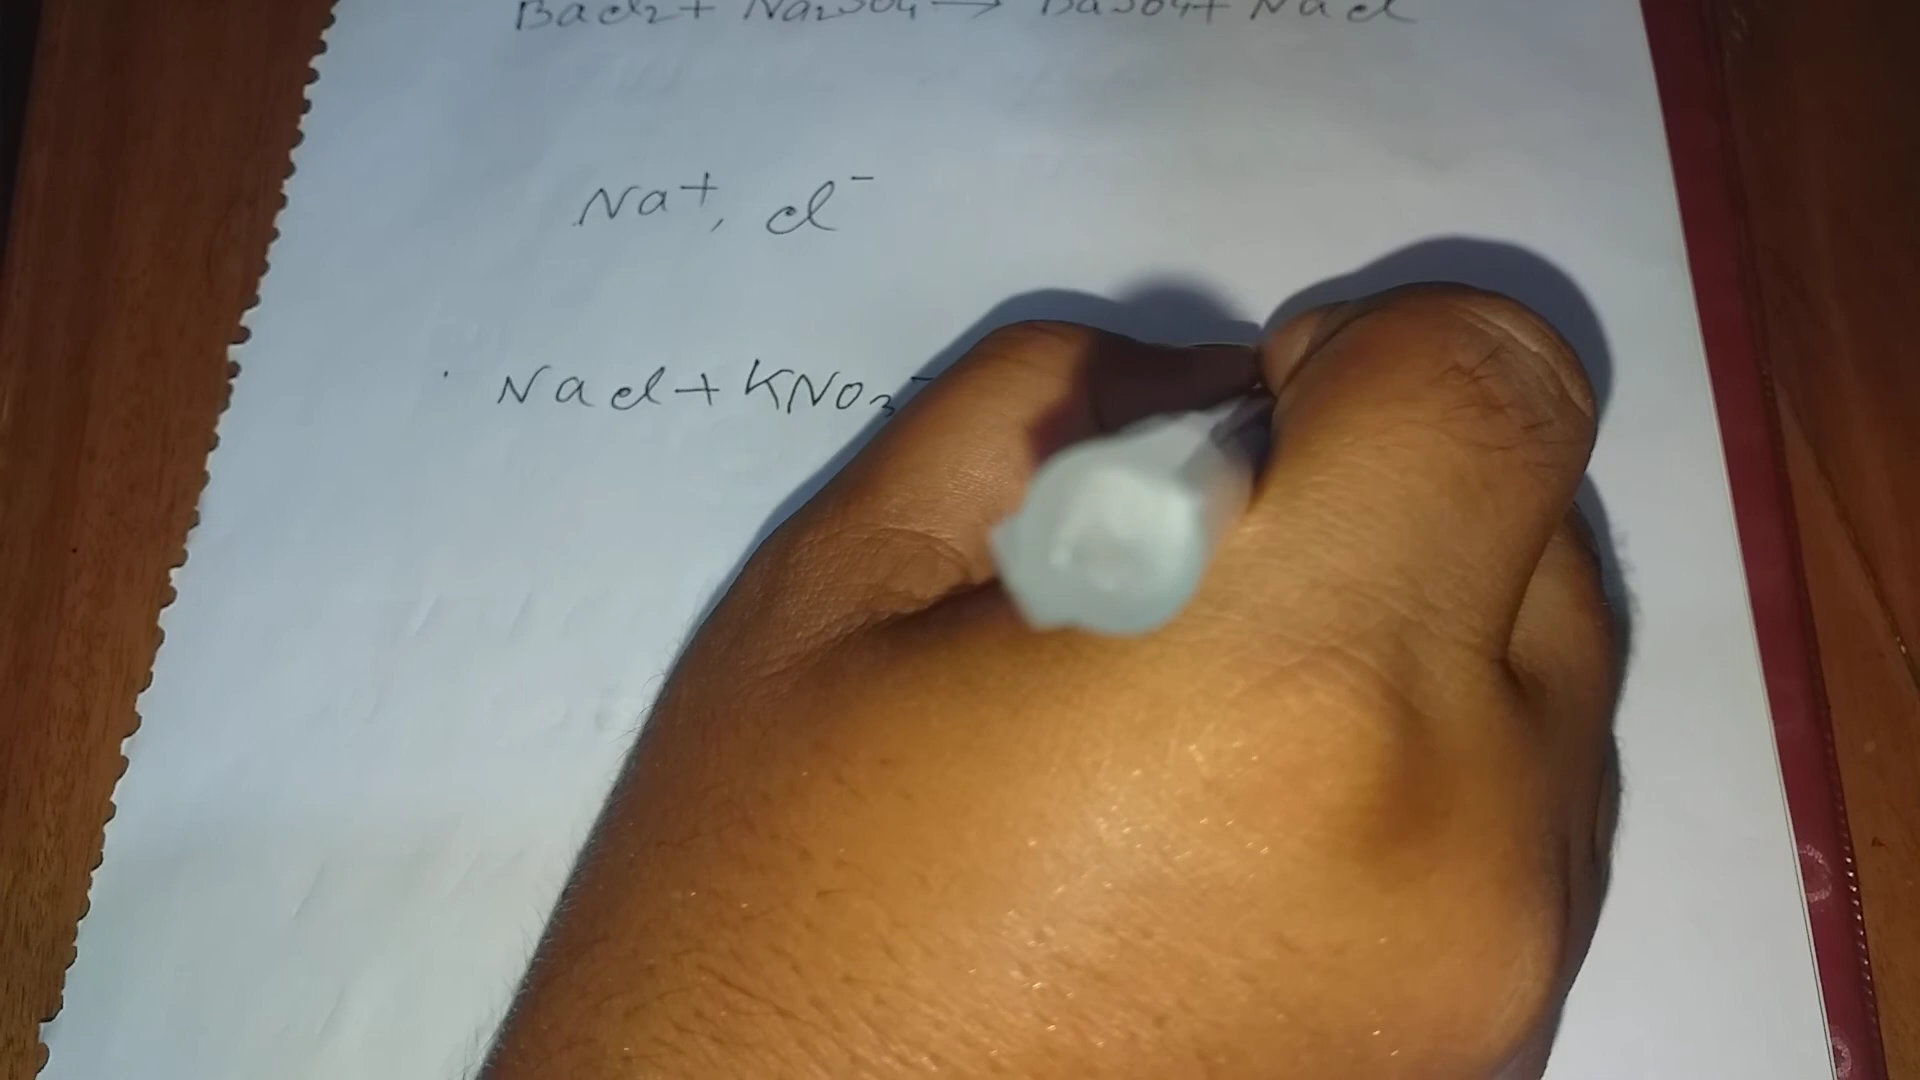 BaCl2 + Na2SO4 → BaSO4 + NaCl
Na+, Cl-
NaCl + KNO3